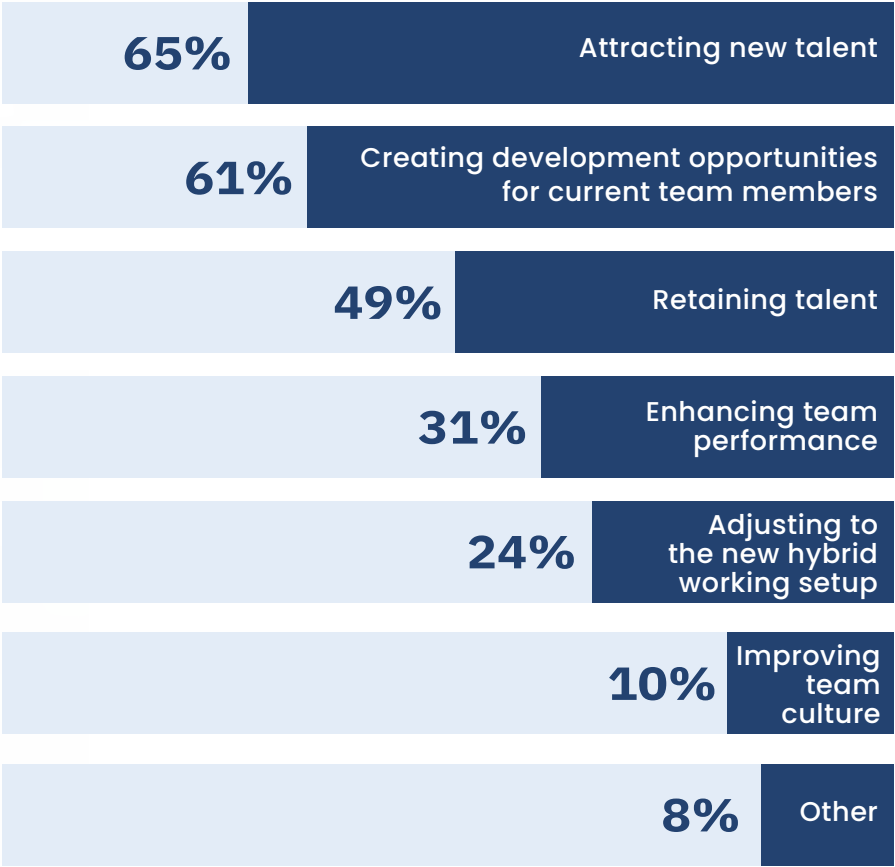 65%
Attracting new talent
61%
Creating development opportunities
for current team members
49%
Retaining talent
31%
Enhancing team
performance
24%
Adjusting to
the new hybrid
working setup
10%
Improving
team
culture
8%
Other